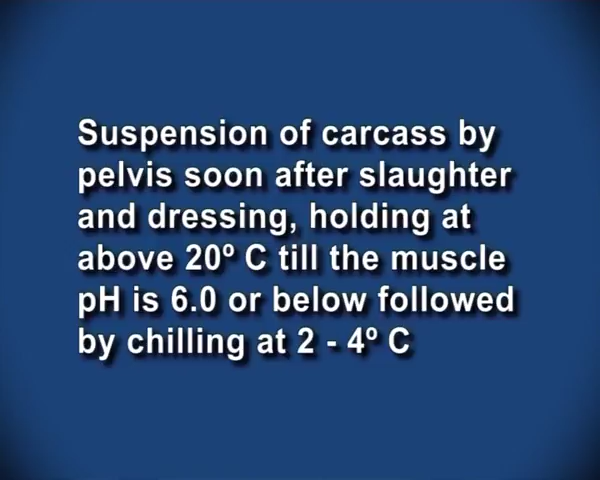 Suspension of carcass by
pelvis soon after slaughter
and dressing, holding at
above 20º C till the muscle
pH is 6.0 or below followed
by chilling at 2 - 4º C